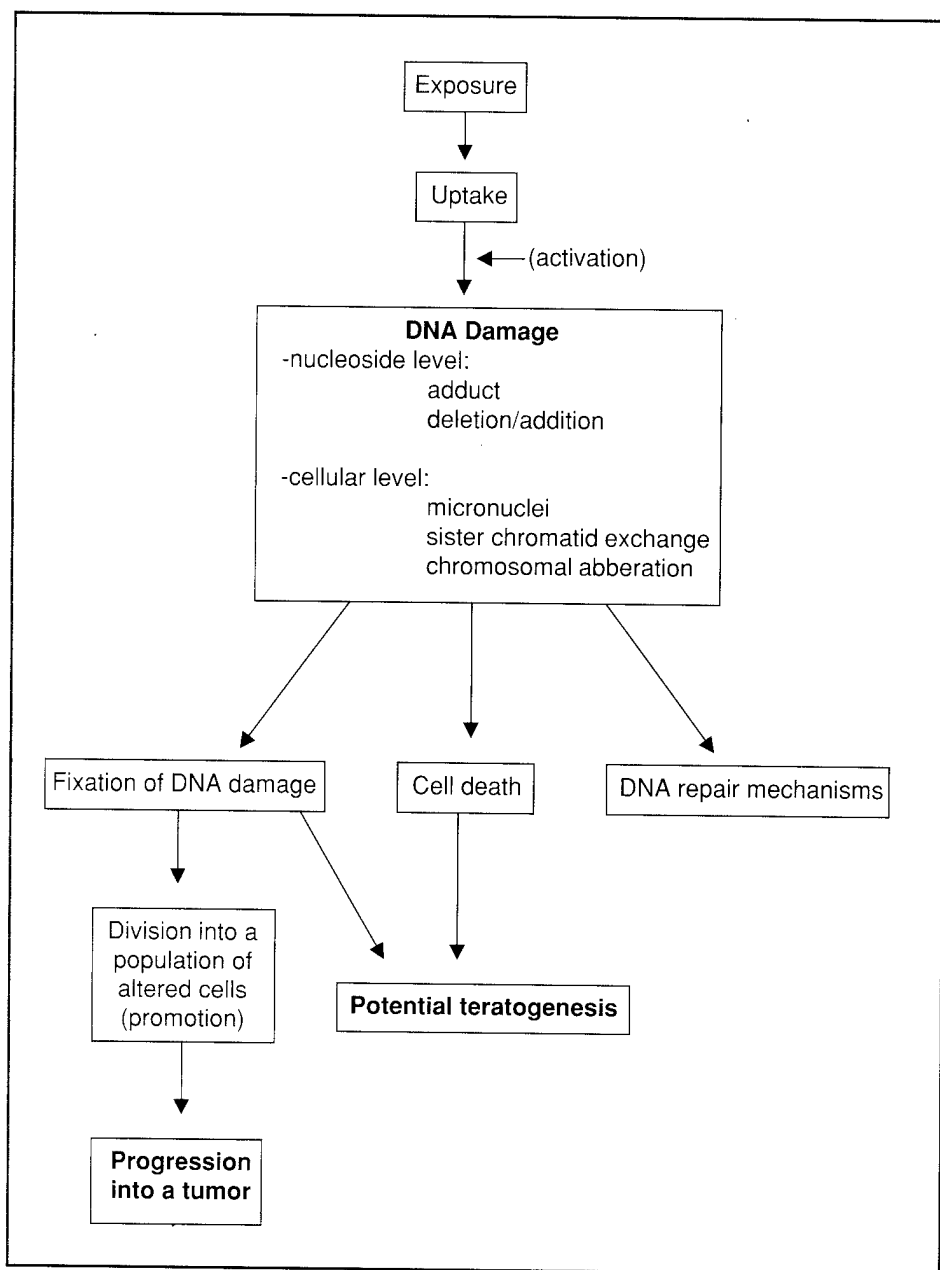 Exposure
Uptake
(activation)
DNA Damage
-nucleoside level:
adduct
deletion/addition
-cellular level:
micronuclei
sister chromatid exchange
chromosomal abberation
Fixation of DNA damage
Cell death
DNA repair mechanisms
Division into a
population of
altered cells
(promotion)
Potential teratogenesis
Progression
into a tumor